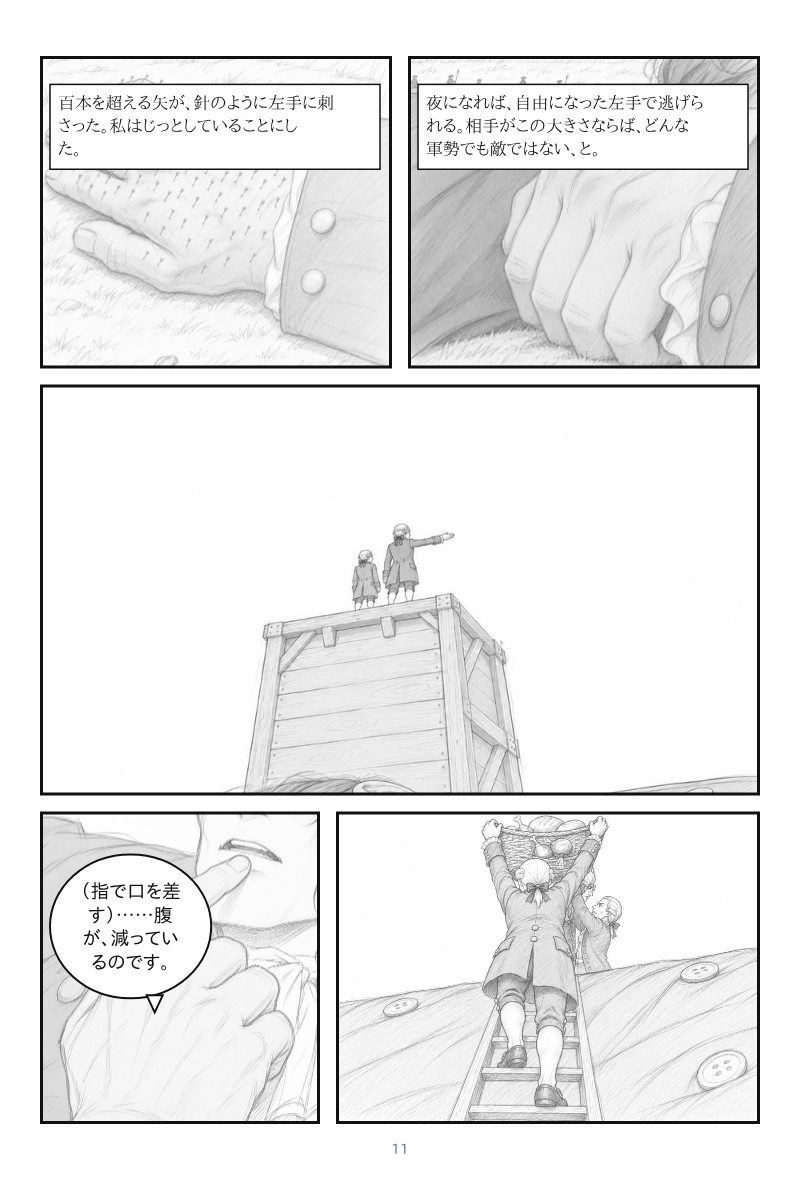 百本を超える矢が、針のように左手に刺
さった。私はじっとしていることにし
た。
夜になれば、自由になった左手で逃げら
れる。相手がこの大きさならば、どんな
軍勢でも敵ではない、と。
（指で口を差
す）……腹
が、減ってい
るのです。
11